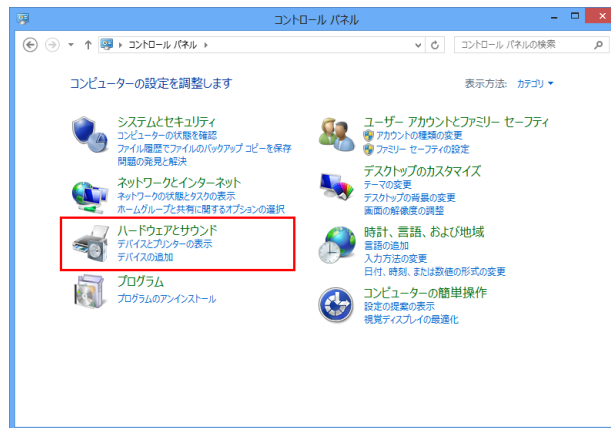 コントロール パネル
コントロール パネル
コントロール パネルの検索
コンピューターの設定を調整します
表示方法: カテゴリ
システムとセキュリティ
コンピューターの状態を確認
ファイル履歴でファイルのバックアップ コピーを保存
問題の発見と解決
ネットワークとインターネット
ネットワークの状態とタスクの表示
ホームグループと共有に関するオプションの選択
ハードウェアとサウンド
デバイスとプリンターの表示
デバイスの追加
プログラム
プログラムのアンインストール
ユーザー アカウントとファミリー セーフティ
アカウントの種類の変更
ファミリー セーフティの設定
デスクトップのカスタマイズ
テーマの変更
デスクトップの背景の変更
画面の解像度の調整
時計、言語、および地域
言語の追加
入力方法の変更
日付、時刻、または数値の形式の変更
コンピューターの簡単操作
設定の提案の表示
視覚ディスプレイの最適化